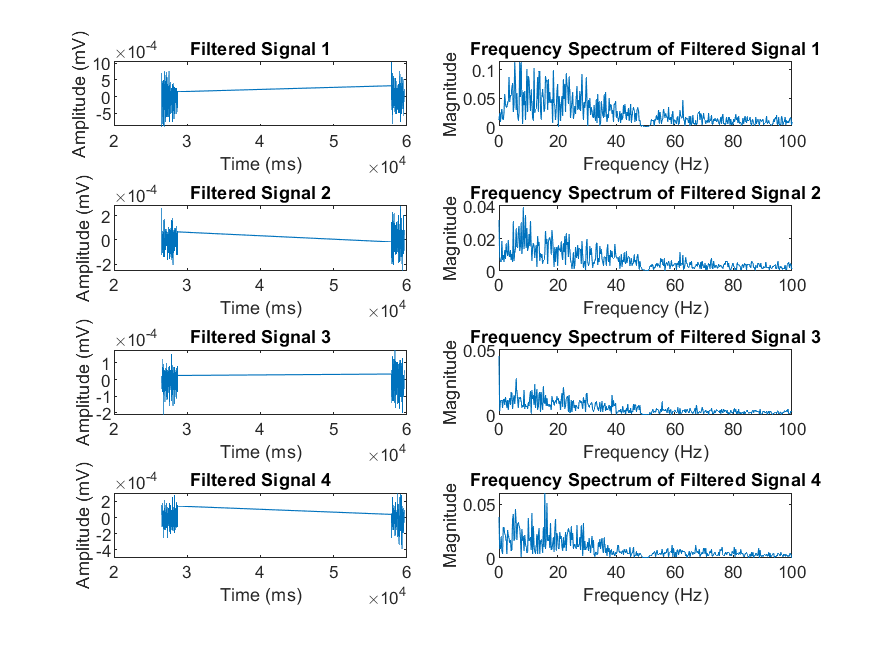 Filtered Signal 1
×10-4
Amplitude (mV)
10
5
0
-5
2 3 4 5 6
Time (ms)
×104
Frequency Spectrum of Filtered Signal 1
Magnitude
0.1
0.05
0
0 20 40 60 80 100
Frequency (Hz)
Filtered Signal 2
×10-4
Amplitude (mV)
2
0
-2
2 3 4 5 6
Time (ms)
×104
Frequency Spectrum of Filtered Signal 2
Magnitude
0.04
0.02
0
0 20 40 60 80 100
Frequency (Hz)
Filtered Signal 3
×10-4
Amplitude (mV)
1
0
-1
-2
2 3 4 5 6
Time (ms)
×104
Frequency Spectrum of Filtered Signal 3
Magnitude
0.05
0
0 20 40 60 80 100
Frequency (Hz)
Filtered Signal 4
×10-4
Amplitude (mV)
2
0
-2
-4
2 3 4 5 6
Time (ms)
×104
Frequency Spectrum of Filtered Signal 4
Magnitude
0.05
0
0 20 40 60 80 100
Frequency (Hz)